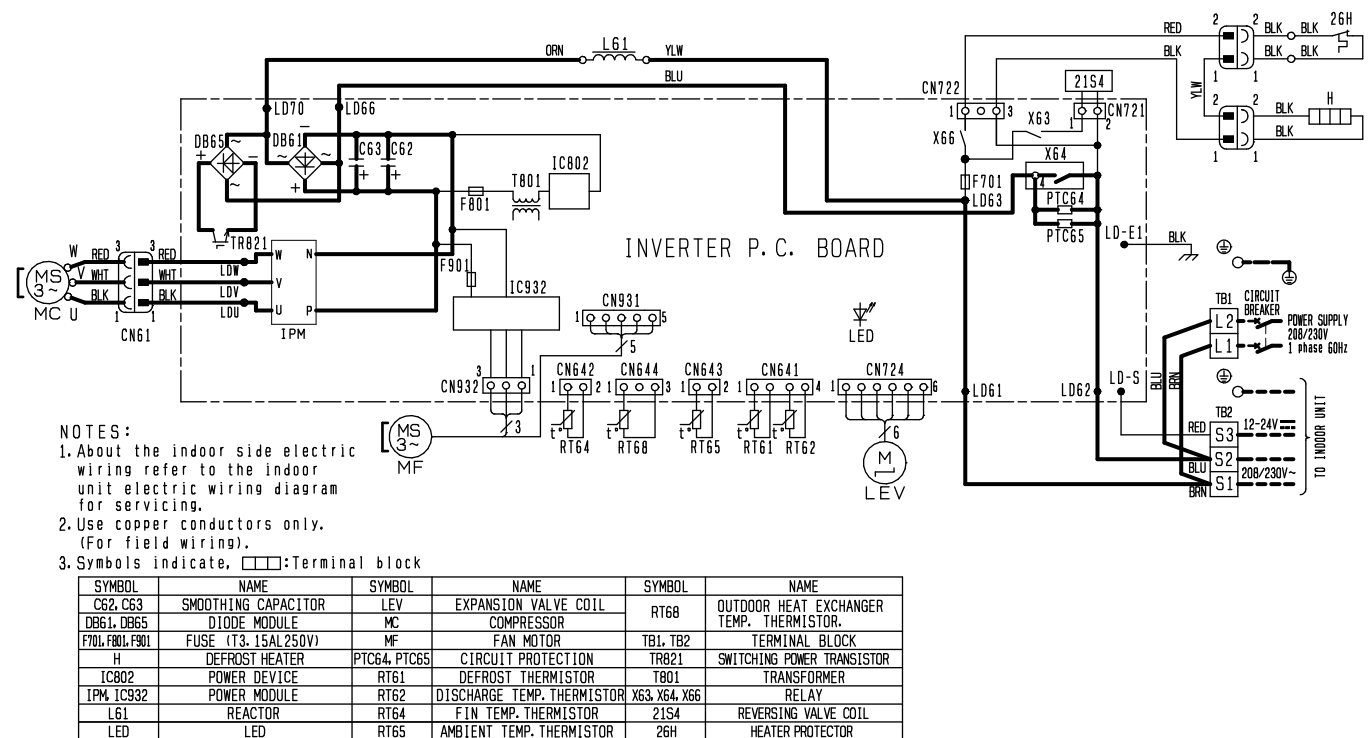 L61
ORN
YLW
BLU
RED
BLK
2
2
BLK
BLK
26H
BLK
BLK
1
1
YLW
2
2
BLK
H
BLK
1
1
CN722
21S4
1
3
1
2
CN721
X63
X66
X64
LD70
LD66
DB65
DB61
C63
C62
IC802
T801
F801
F701
LD63
PTC64
PTC65
LD-E1
BLK
TR821
INVERTER P.C. BOARD
W
RED
3
3
RED
LDW
W
N
MS
3~
V
WHT
WHT
LDV
V
BLK
BLK
LDU
U
P
MC
U
1
1
CN61
IPM
F901
IC932
CN931
1
5
5
LED
TB1
CIRCUIT
BREAKER
L2
L1
POWER SUPPLY
208/230V
1 phase 60Hz
BLU
BRN
CN932
3
1
3
CN642
1
2
t°
RT64
CN644
1
3
t°
RT68
CN643
1
2
t°
RT65
CN641
1
4
t°
RT61
RT62
CN724
1
6
6
M
LEV
LD61
LD62
LD-S
MS
3~
MF
TB2
RED
S3
12-24V
S2
BLU
208/230V~
S1
BRN
TO INDOOR UNIT
NOTES:
1. About the indoor side electric
wiring refer to the indoor
unit electric wiring diagram
for servicing.
2. Use copper conductors only.
(For field wiring).
3. Symbols indicate, :Terminal block
SYMBOL NAME SYMBOL NAME SYMBOL NAME
C62, C63 SMOOTHING CAPACITOR LEV EXPANSION VALVE COIL RT68 OUTDOOR HEAT EXCHANGER
TEMP. THERMISTOR.
DB61, DB65 DIODE MODULE MC COMPRESSOR
F701, F801, F901 FUSE (T3.15AL250V) MF FAN MOTOR TB1, TB2 TERMINAL BLOCK
H DEFROST HEATER PTC64, PTC65 CIRCUIT PROTECTION TR821 SWITCHING POWER TRANSISTOR
IC802 POWER DEVICE RT61 DEFROST THERMISTOR T801 TRANSFORMER
IPM, IC932 POWER MODULE RT62 DISCHARGE TEMP. THERMISTOR X63, X64, X66 RELAY
L61 REACTOR RT64 FIN TEMP. THERMISTOR 21S4 REVERSING VALVE COIL
LED LED RT65 AMBIENT TEMP. THERMISTOR 26H HEATER PROTECTOR